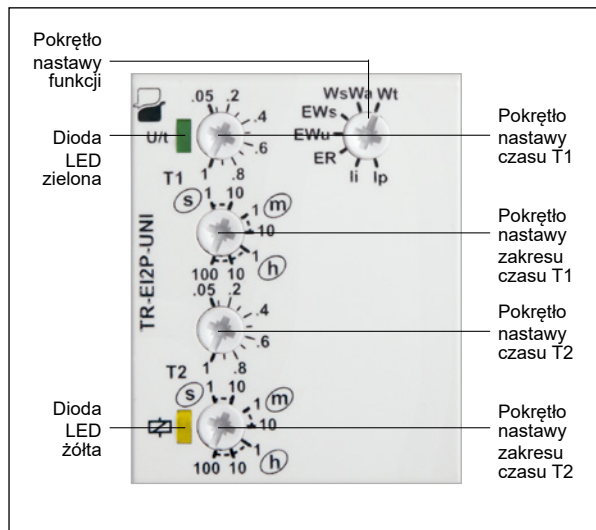 Pokrętło
nastawy
funkcji
Dioda
LED
zielona
Dioda
LED
żółta
U/t
.05 .2
.4
.6
.8
1
T1
WsWa Wt
EWs
EWu
ER
Ii Ip
s
1 10
1 m
10
1
h
100 10
TR-EI2P-UNI
.05 .2
.4
.6
.8
1
T2
s
1 10
1 m
10
1
h
100 10
Pokrętło
nastawy
czasu T1
Pokrętło
nastawy
zakresu
czasu T1
Pokrętło
nastawy
czasu T2
Pokrętło
nastawy
zakresu
czasu T2